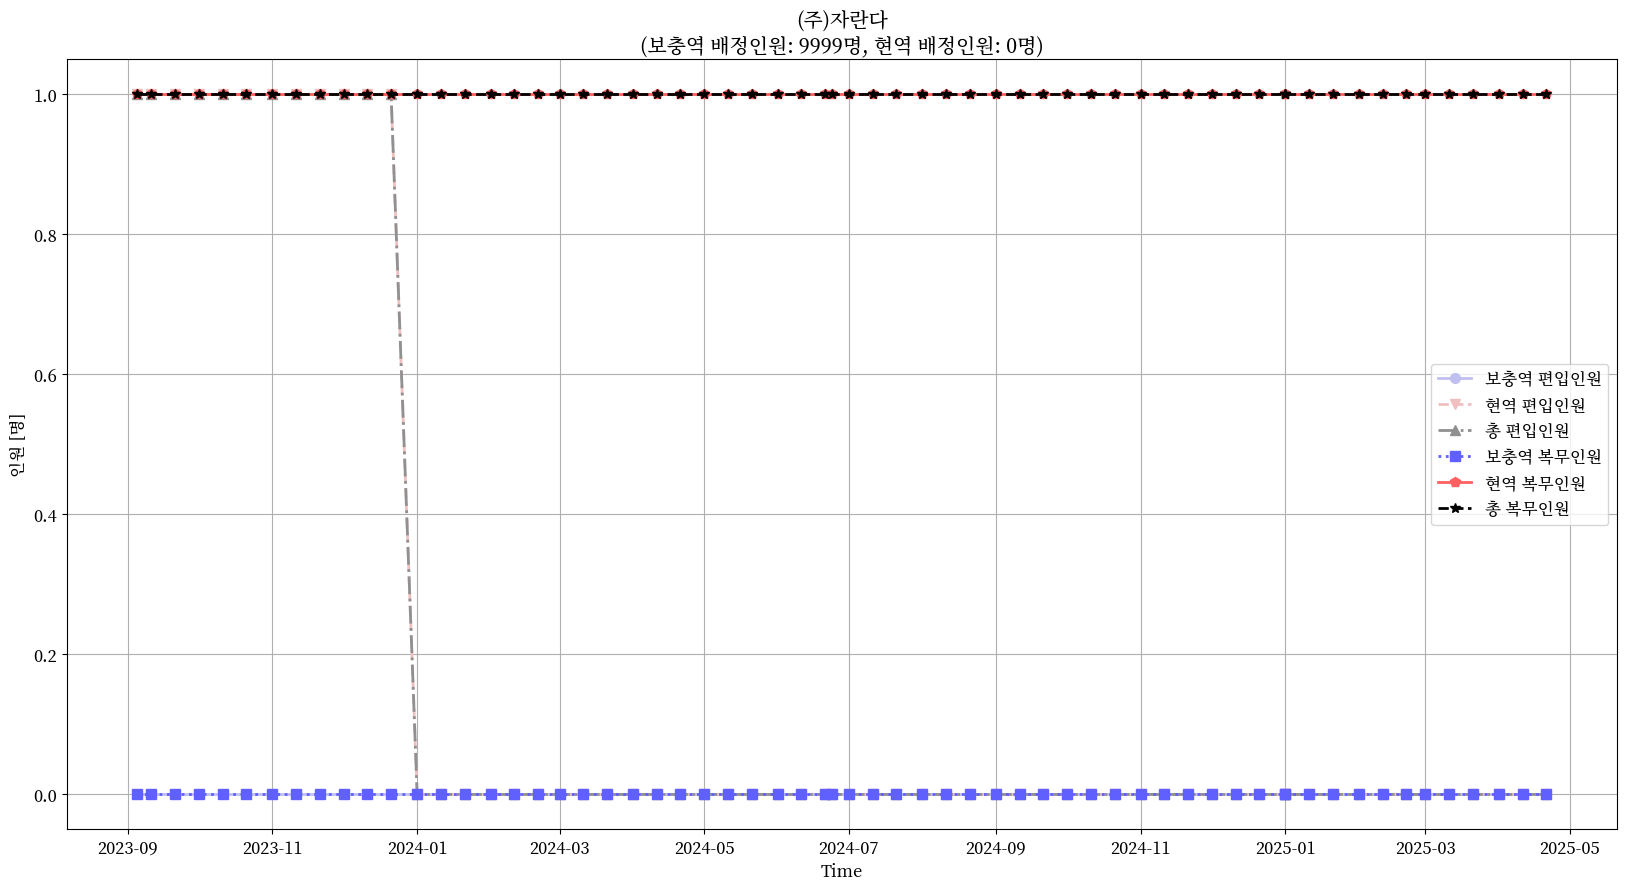 (주)자란다
(보충역 배정인원: 9999명, 현역 배정인원: 0명)
1.0
0.8
0.6
0.4
0.2
0.0
인원 [명]
보충역 편입인원
현역 편입인원
총 편입인원
보충역 복무인원
현역 복무인원
총 복무인원
2023-09 2023-11 2024-01 2024-03 2024-05 2024-07 2024-09 2024-11 2025-01 2025-03 2025-05
Time